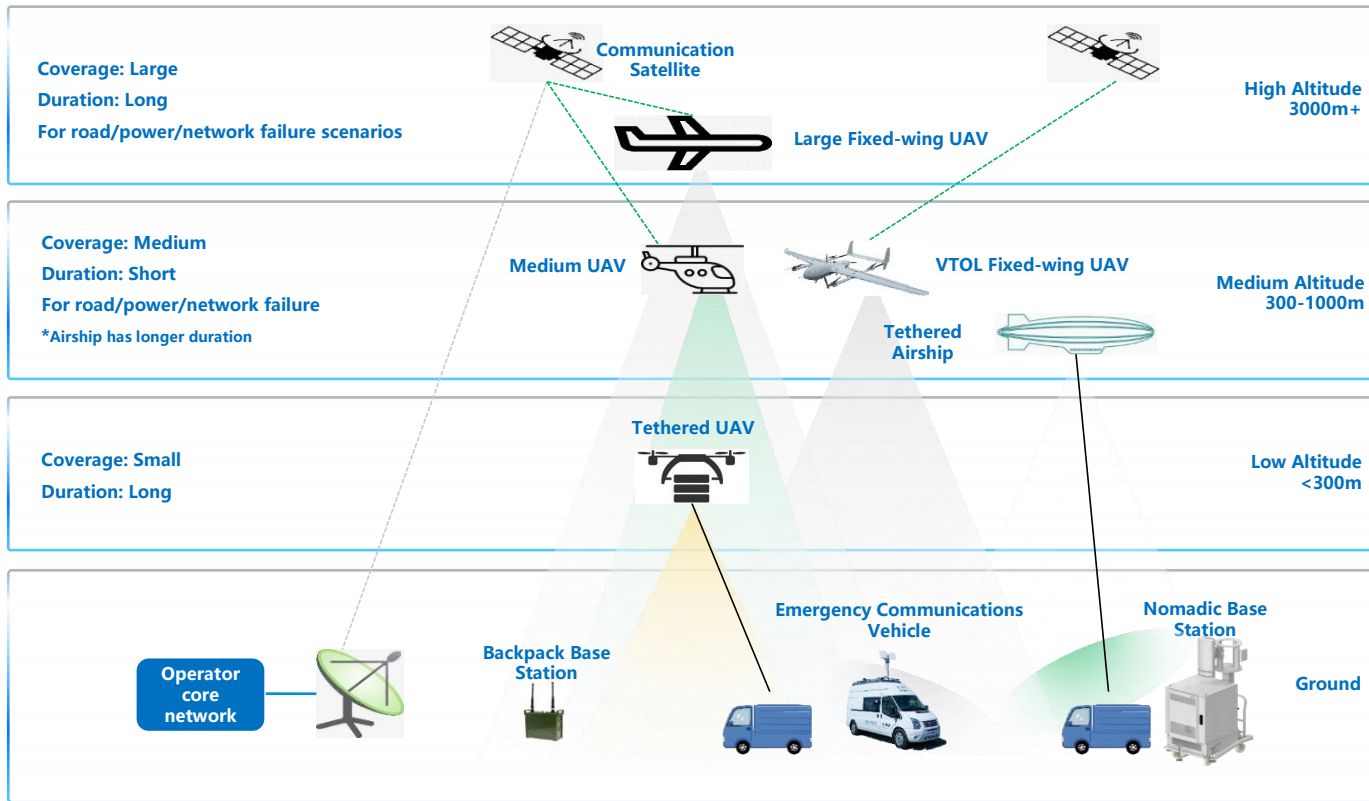 Communication
Satellite
Coverage: Large
Duration: Long
For road/power/network failure scenarios
High Altitude
3000m+
Large Fixed-wing UAV
Coverage: Medium
Duration: Short
For road/power/network failure
*Airship has longer duration
Medium UAV
VTOL Fixed-wing UAV
Medium Altitude
300-1000m
Tethered
Airship
Tethered UAV
Coverage: Small
Duration: Long
Low Altitude
<300m
Emergency Communications
Vehicle
Nomadic Base
Station
Backpack Base
Station
Operator
core
network
Ground